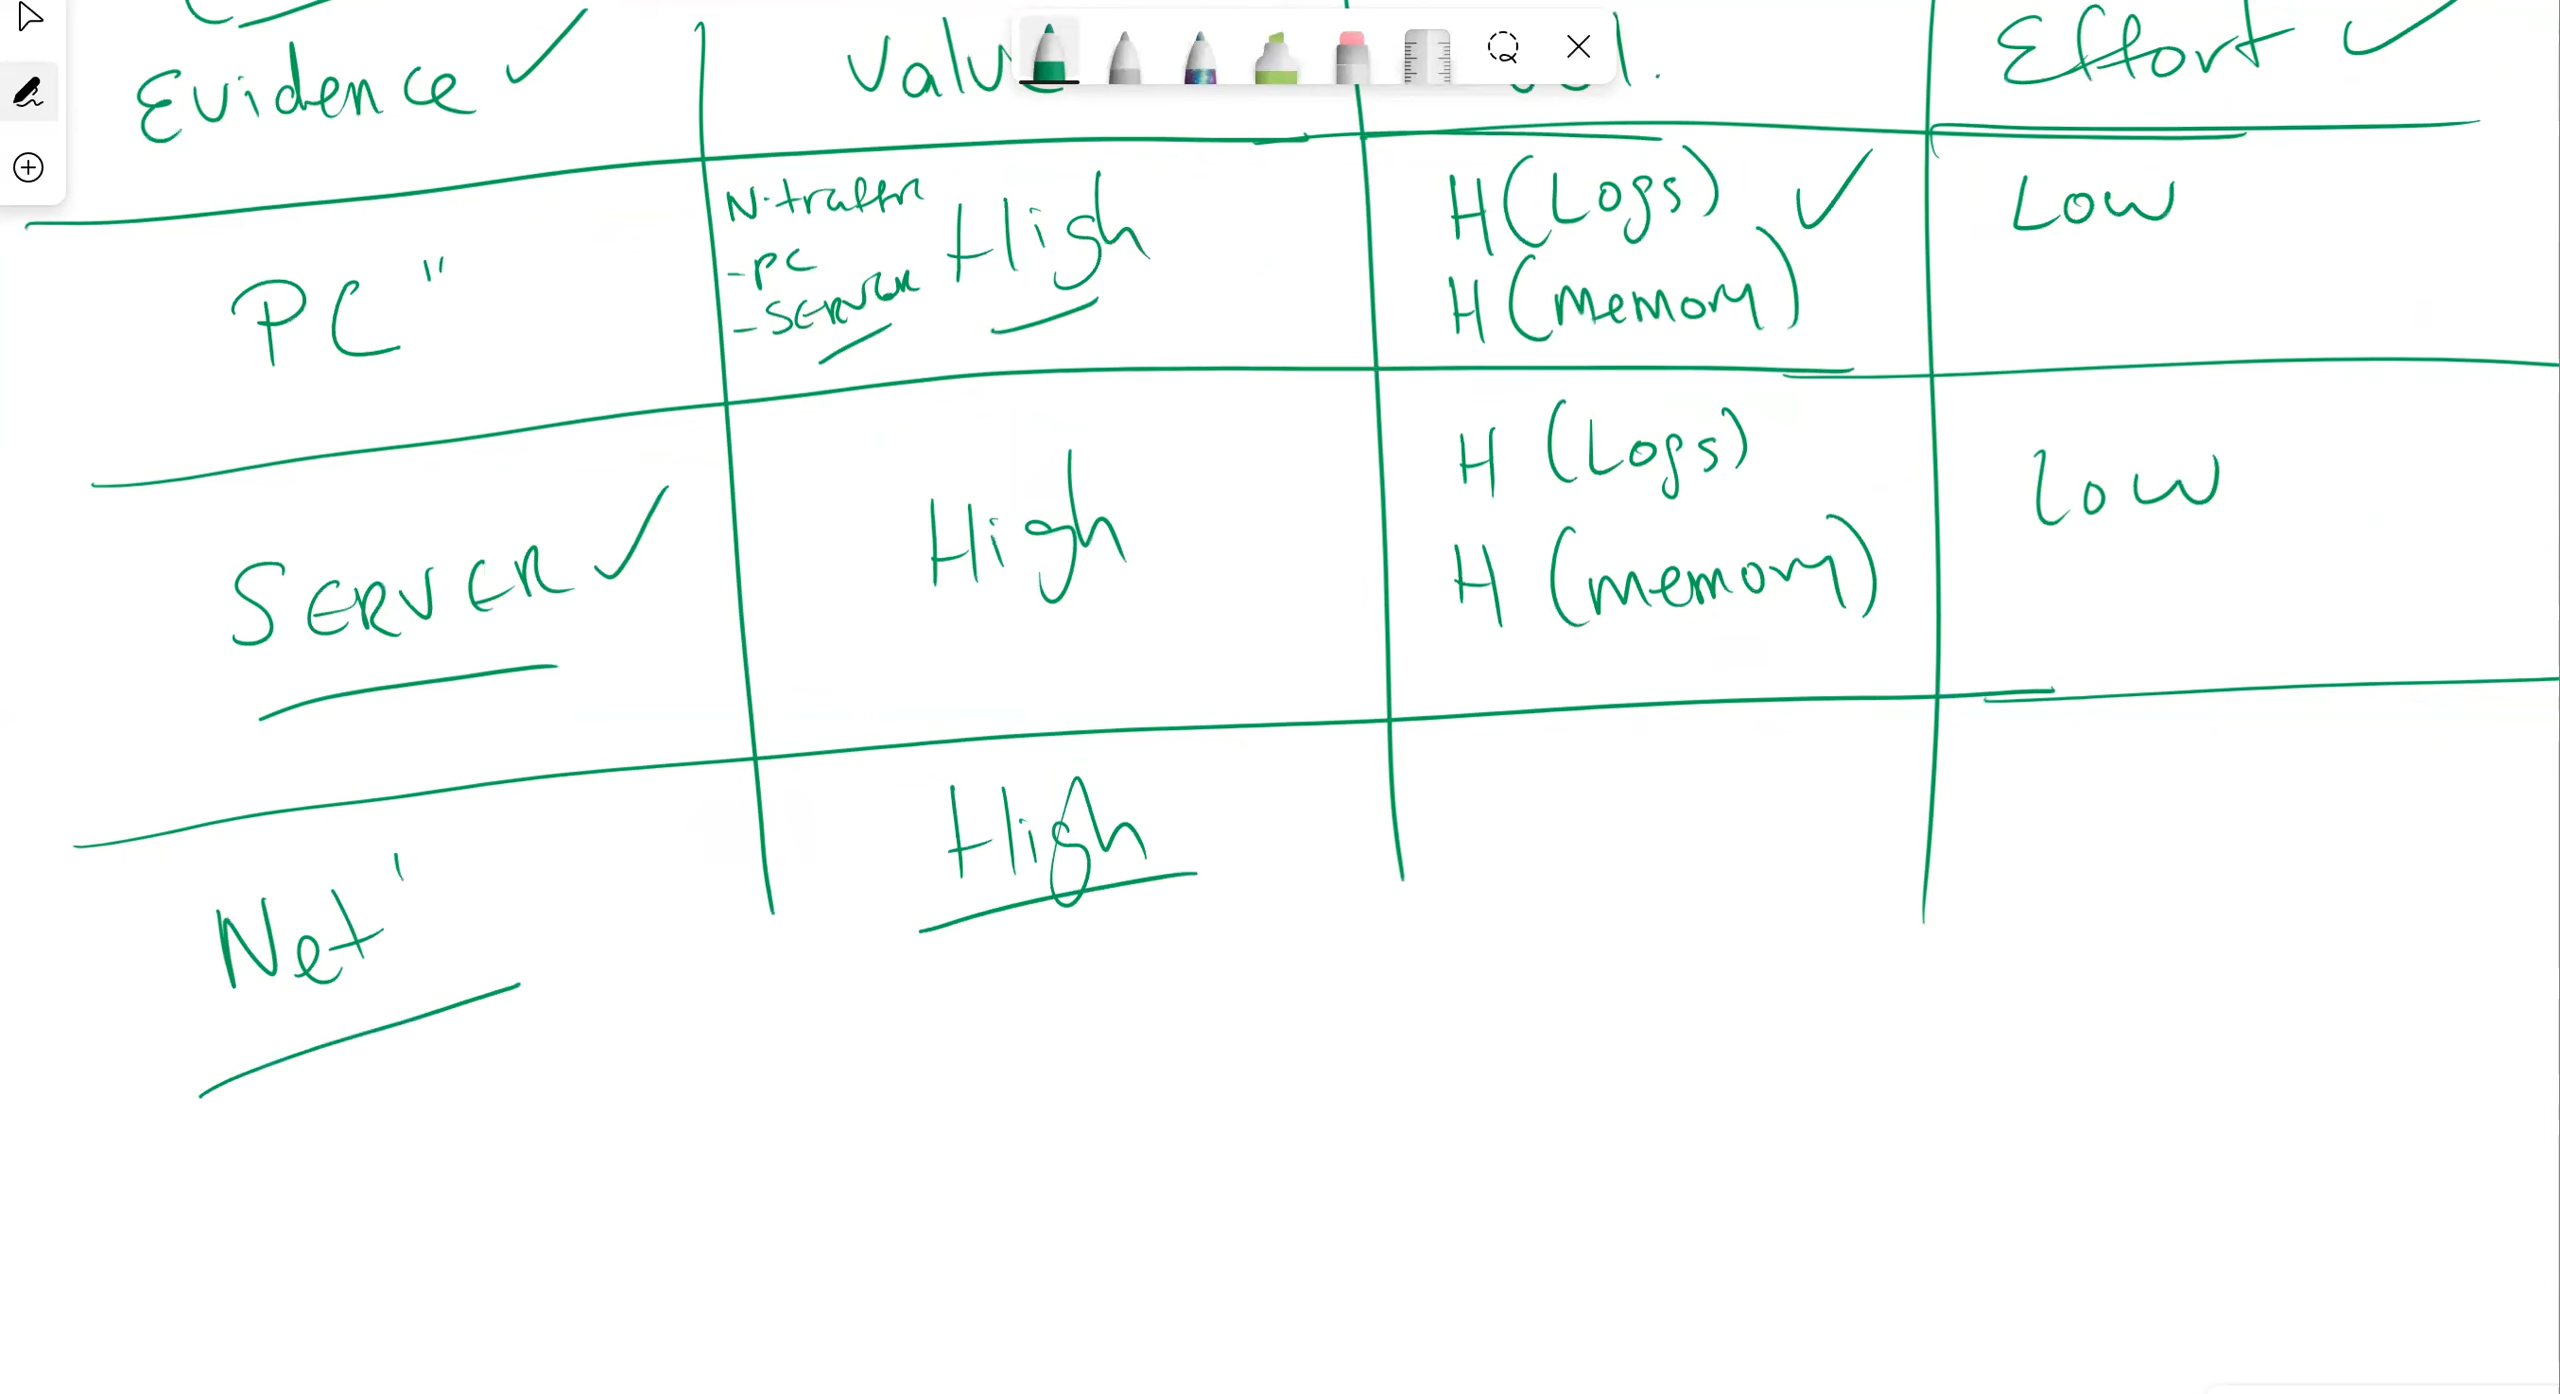 Evidence ✓
Valu
l.
Effort ✓
PC "
N.traffic
-PC
-SERVER
High
H(Logs) ✓
H(memory)
Low
SERVER ✓
High
H (Logs)
H (memory)
Low
Net '
High